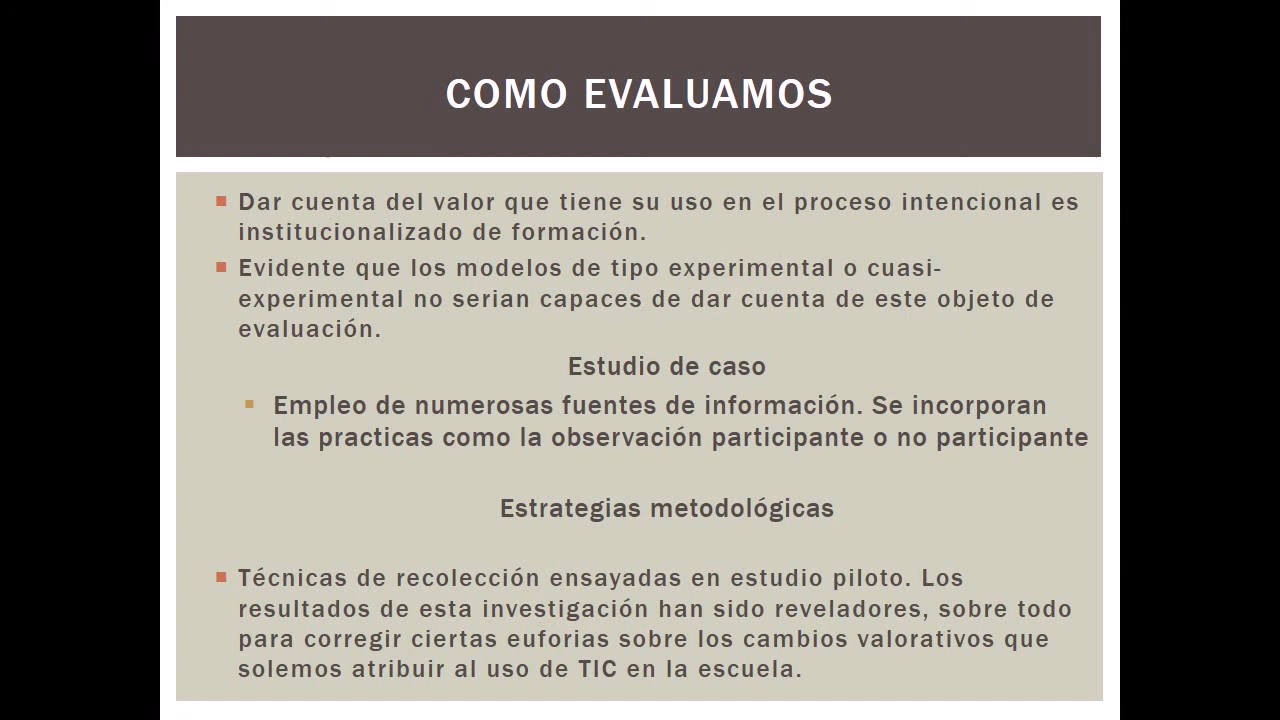 COMO EVALUAMOS
Dar cuenta del valor que tiene su uso en el proceso intencional es
institucionalizado de formación.
Evidente que los modelos de tipo experimental o cuasi-
experimental no serian capaces de dar cuenta de este objeto de
evaluación.
Estudio de caso
Empleo de numerosas fuentes de información. Se incorporan
las practicas como la observación participante o no participante
Estrategias metodológicas
Técnicas de recolección ensayadas en estudio piloto. Los
resultados de esta investigación han sido reveladores, sobre todo
para corregir ciertas euforias sobre los cambios valorativos que
solemos atribuir al uso de TIC en la escuela.